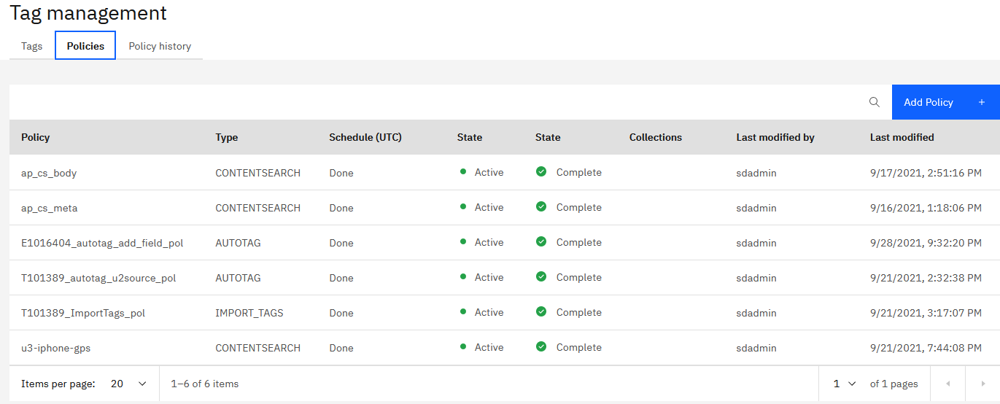 Tag management
Tags Policies Policy history
Add Policy +
Policy Type Schedule (UTC) State State Collections Last modified by Last modified
ap_cs_body CONTENTSEARCH Done Active Complete sdadmin 9/17/2021, 2:51:16 PM
ap_cs_meta CONTENTSEARCH Done Active Complete sdadmin 9/16/2021, 1:18:06 PM
E1016404_autotag_add_field_pol AUTOTAG Done Active Complete sdadmin 9/28/2021, 9:32:20 PM
T101389_autotag_u2source_pol AUTOTAG Done Active Complete sdadmin 9/21/2021, 2:32:38 PM
T101389_ImportTags_pol IMPORT_TAGS Done Active Complete sdadmin 9/21/2021, 3:17:07 PM
u3-iphone-gps CONTENTSEARCH Done Active Complete sdadmin 9/21/2021, 7:44:08 PM
Items per page: 20 1–6 of 6 items 1 of 1 pages